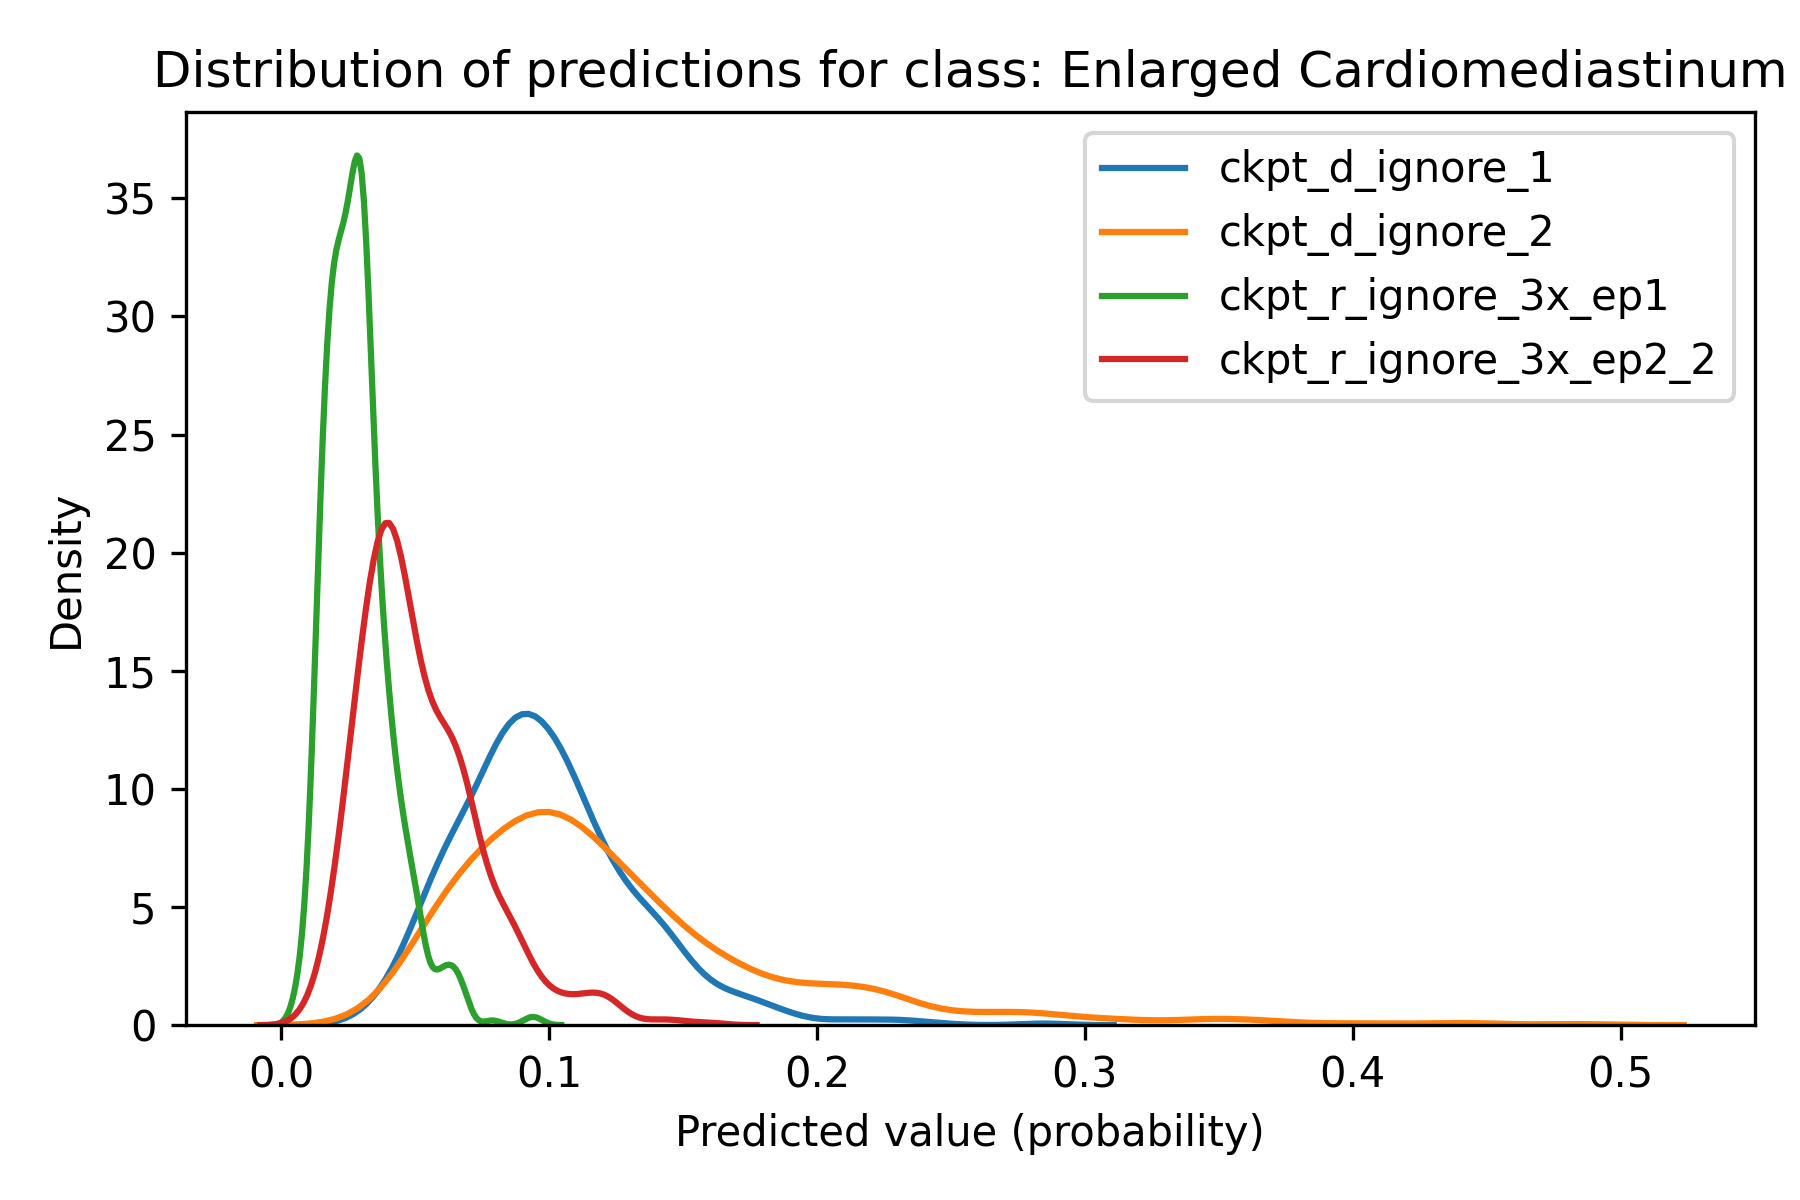 Distribution of predictions for class: Enlarged Cardiomediastinum
ckpt_d_ignore_1
ckpt_d_ignore_2
ckpt_r_ignore_3x_ep1
ckpt_r_ignore_3x_ep2_2
Density
35
30
25
20
15
10
5
0
0.0 0.1 0.2 0.3 0.4 0.5
Predicted value (probability)